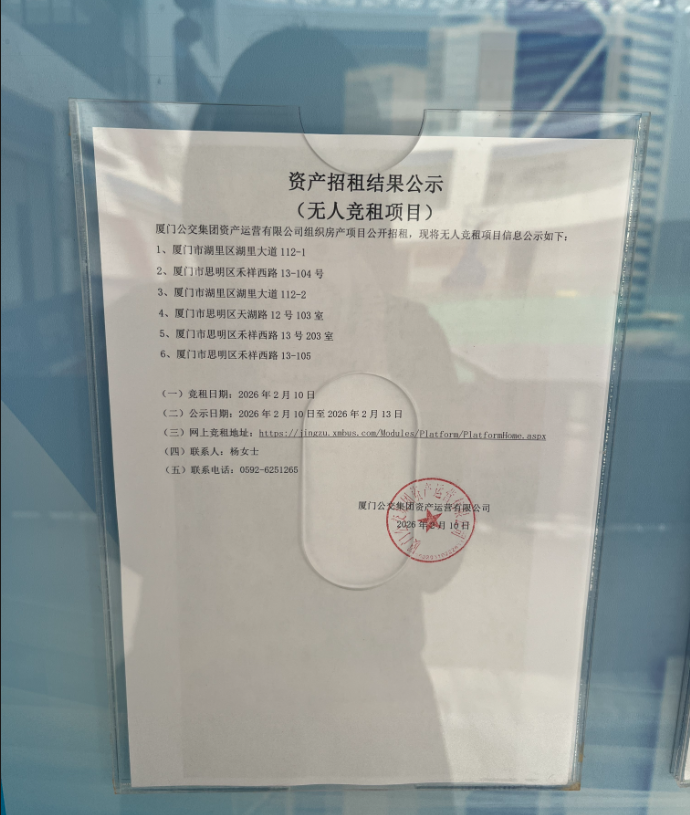 资产招租结果公示
（无人竞租项目）
厦门公交集团资产运营有限公司组织房产项目公开招租，现将无人竞租项目信息公示如下：
1、厦门市湖里区湖里大道 112-1
2、厦门市思明区禾祥西路 13-104 号
3、厦门市湖里区湖里大道 112-2
4、厦门市思明区天湖路 12 号 103 室
5、厦门市思明区禾祥西路 13 号 203 室
6、厦门市思明区禾祥西路 13-105
（一）竞租日期：2026 年 2 月 10 日
（二）公示日期：2026 年 2 月 10 日至 2026 年 2 月 13 日
（三）网上竞租地址：https://jingzu.xmbus.com/Modules/Platform/PlatformHome.aspx
（四）联系人：杨女士
（五）联系电话：0592-6251265
厦门公交集团资产运营有限公司
2026 年 2 月 10 日